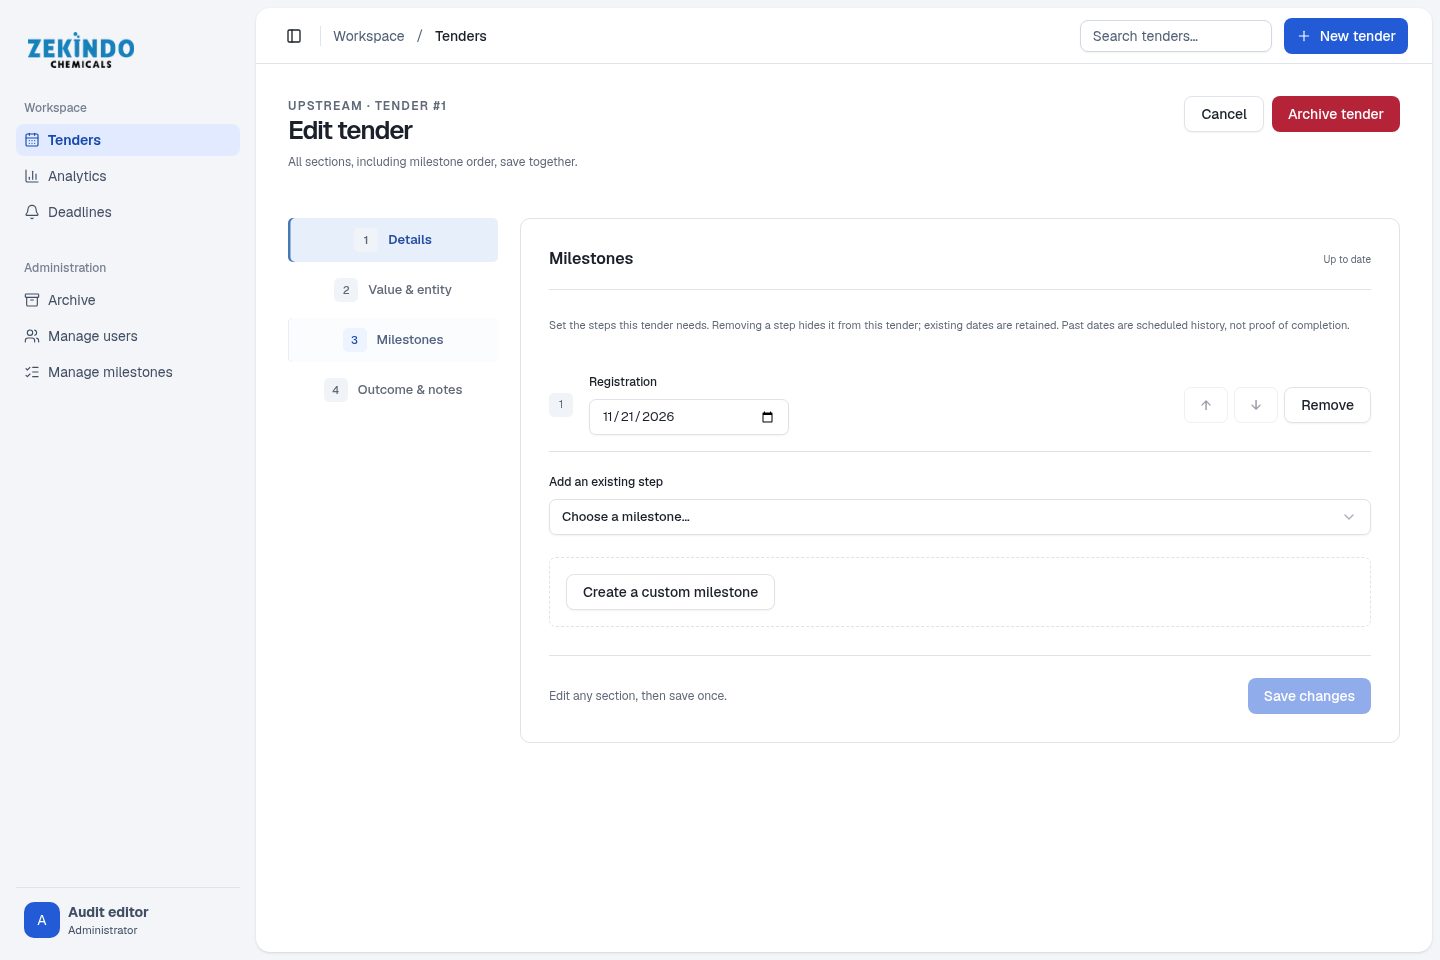 ZEKINDO
CHEMICALS
Workspace
Tenders
Analytics
Deadlines
Administration
Archive
Manage users
Manage milestones
A
Audit editor
Administrator
Workspace / Tenders
Search tenders...
New tender
UPSTREAM · TENDER #1
Edit tender
All sections, including milestone order, save together.
Cancel
Archive tender
1 Details
2 Value & entity
3 Milestones
4 Outcome & notes
Milestones
Up to date
Set the steps this tender needs. Removing a step hides it from this tender; existing dates are retained. Past dates are scheduled history, not proof of completion.
Registration
1
11/21/2026
Remove
Add an existing step
Choose a milestone...
Create a custom milestone
Edit any section, then save once.
Save changes